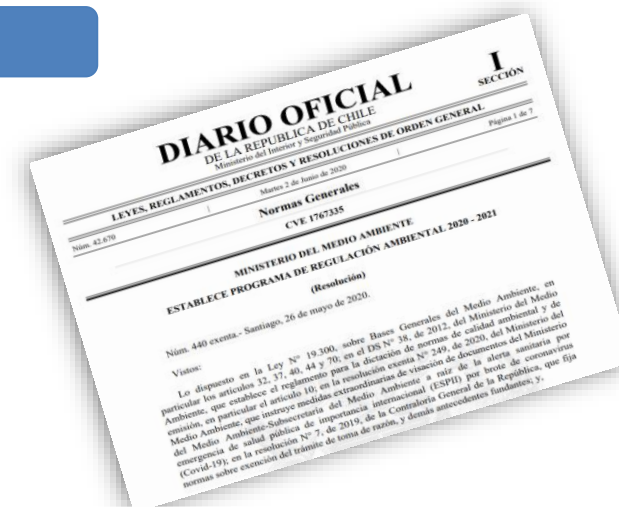 DIARIO OFICIAL
I
SECCIÓN
DE LA REPUBLICA DE CHILE
Ministerio del Interior y Seguridad Pública
LEYES, REGLAMENTOS, DECRETOS Y RESOLUCIONES DE ORDEN GENERAL
Núm. 42.670 | Martes 2 de Junio de 2020 | Página 1 de 7
Normas Generales
CVE 1767335
MINISTERIO DEL MEDIO AMBIENTE
ESTABLECE PROGRAMA DE REGULACIÓN AMBIENTAL 2020 - 2021
(Resolución)
Núm. 440 exenta.- Santiago, 26 de mayo de 2020.
Vistos:
Lo dispuesto en la Ley N° 19.300, sobre Bases Generales del Medio Ambiente, en
particular los artículos 32, 37, 40, 44 y 70; en el DS N° 38, de 2012, del Ministerio del Medio
Ambiente, que establece el reglamento para la dictación de normas de calidad ambiental y de
emisión, en particular el artículo 10; en la resolución exenta N° 249, de 2020, del Ministerio del
Medio Ambiente, que instruye medidas extraordinarias de visación de documentos del Ministerio
del Medio Ambiente-Subsecretaría del Medio Ambiente a raíz de la alerta sanitaria por
emergencia de salud pública de importancia internacional (ESPII) por brote de coronavirus
(Covid-19); en la resolución N° 7, de 2019, de la Contraloría General de la República, que fija
normas sobre exención del trámite de toma de razón, y demás antecedentes fundantes; y,